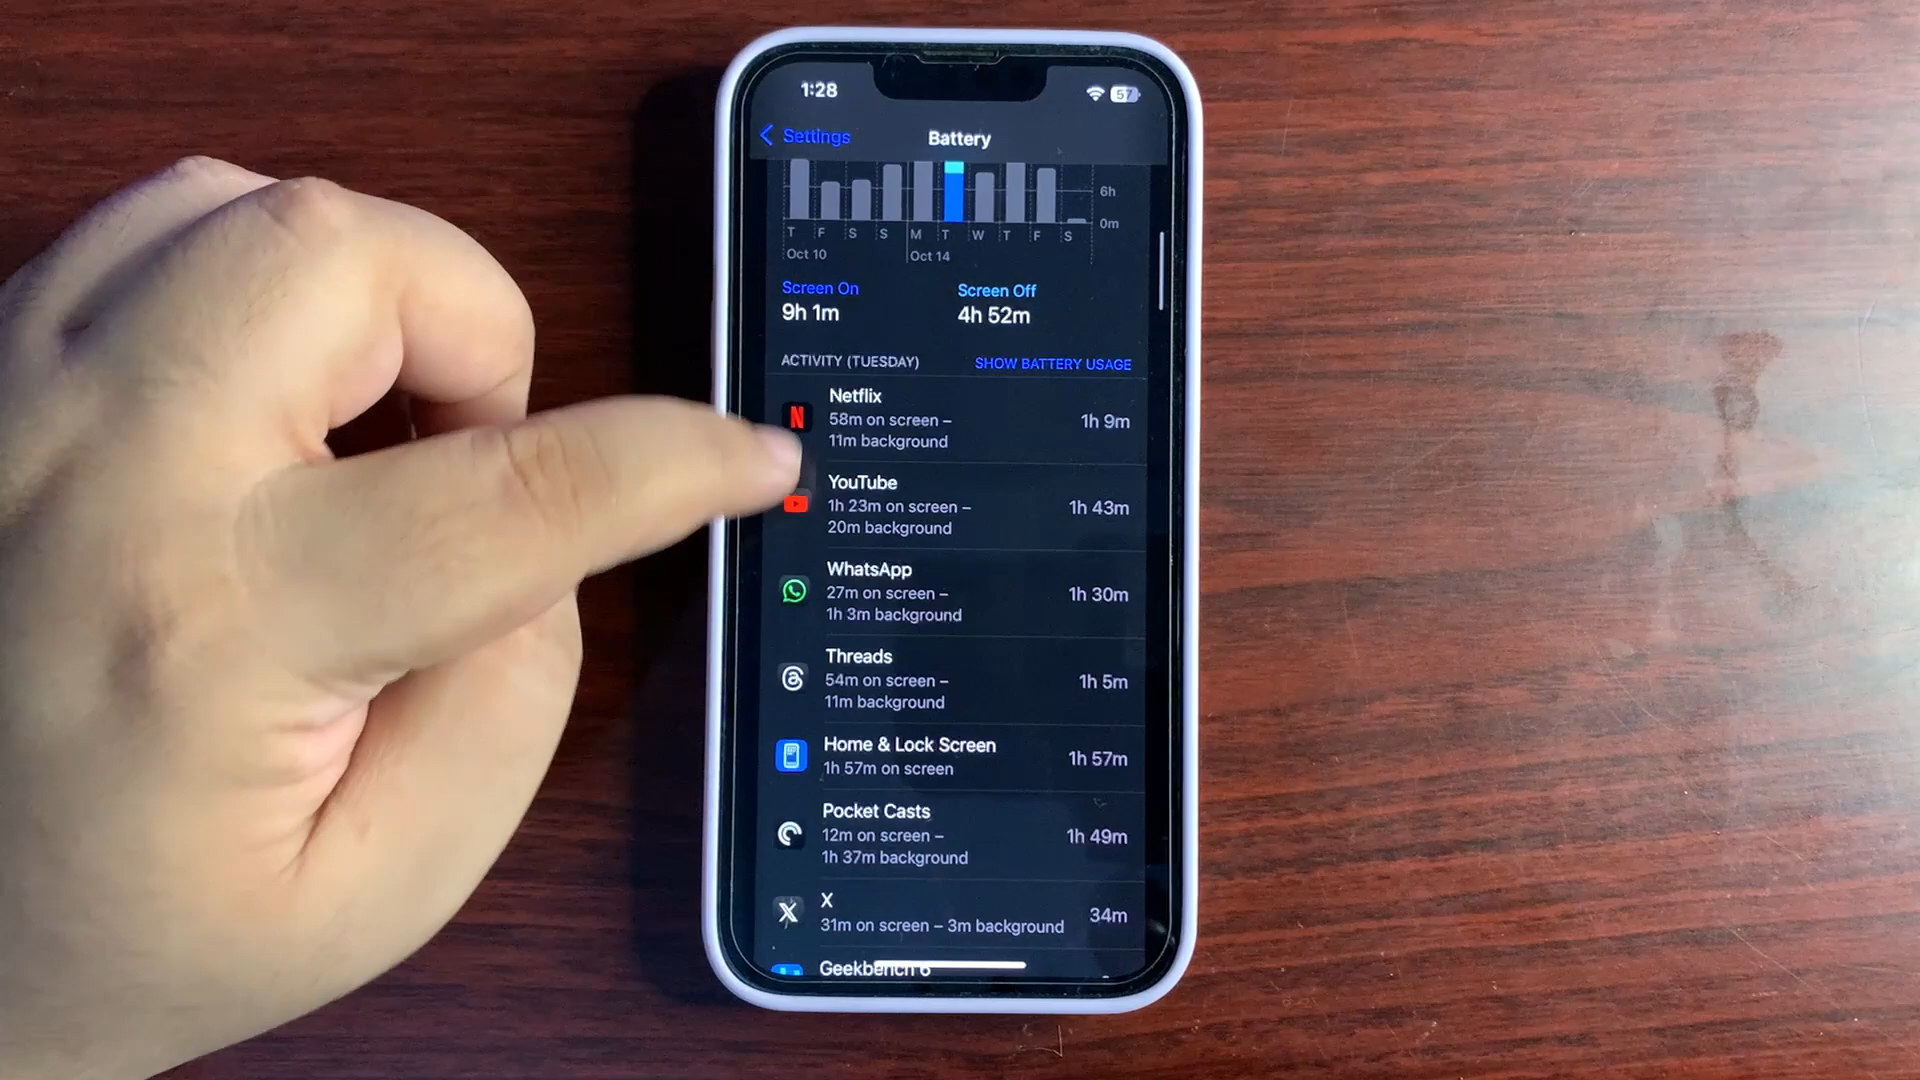 1:28
57
Settings
Battery
6h
0m
T F S S M T W T F S
Oct 10 Oct 14
Screen On Screen Off
9h 1m 4h 52m
ACTIVITY (TUESDAY) SHOW BATTERY USAGE
Netflix
58m on screen –
11m background
1h 9m
YouTube
1h 23m on screen –
20m background
1h 43m
WhatsApp
27m on screen –
1h 3m background
1h 30m
Threads
54m on screen –
11m background
1h 5m
Home & Lock Screen
1h 57m on screen
1h 57m
Pocket Casts
12m on screen –
1h 37m background
1h 49m
X
31m on screen – 3m background
34m
Geekbench 6